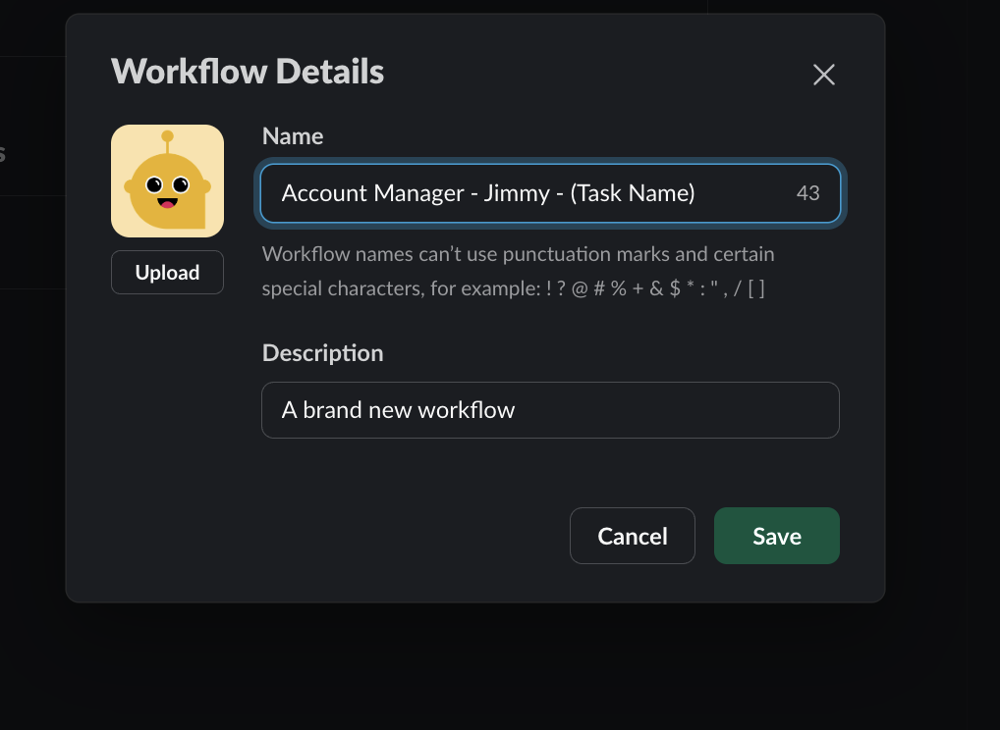 Workflow Details
Name
Account Manager - Jimmy - (Task Name)
43
Workflow names can’t use punctuation marks and certain
special characters, for example: ! ? @ # % + & $ * : " , / [ ]
Upload
Description
A brand new workflow
Cancel
Save
s